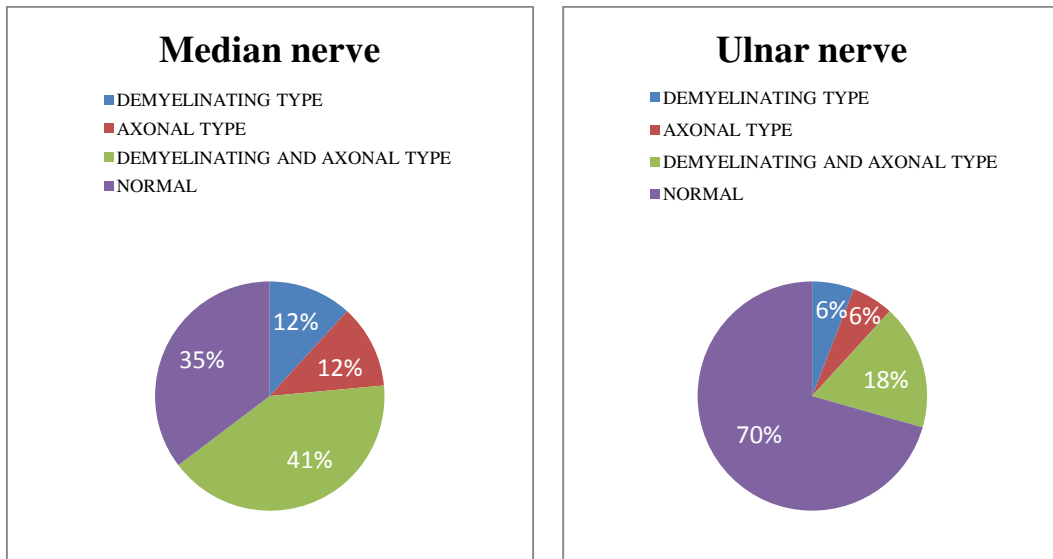 Median nerve
DEMYELINATING TYPE
AXONAL TYPE
DEMYELINATING AND AXONAL TYPE
NORMAL
12%
12%
41%
35%
Ulnar nerve
DEMYELINATING TYPE
AXONAL TYPE
DEMYELINATING AND AXONAL TYPE
NORMAL
6%
6%
18%
70%